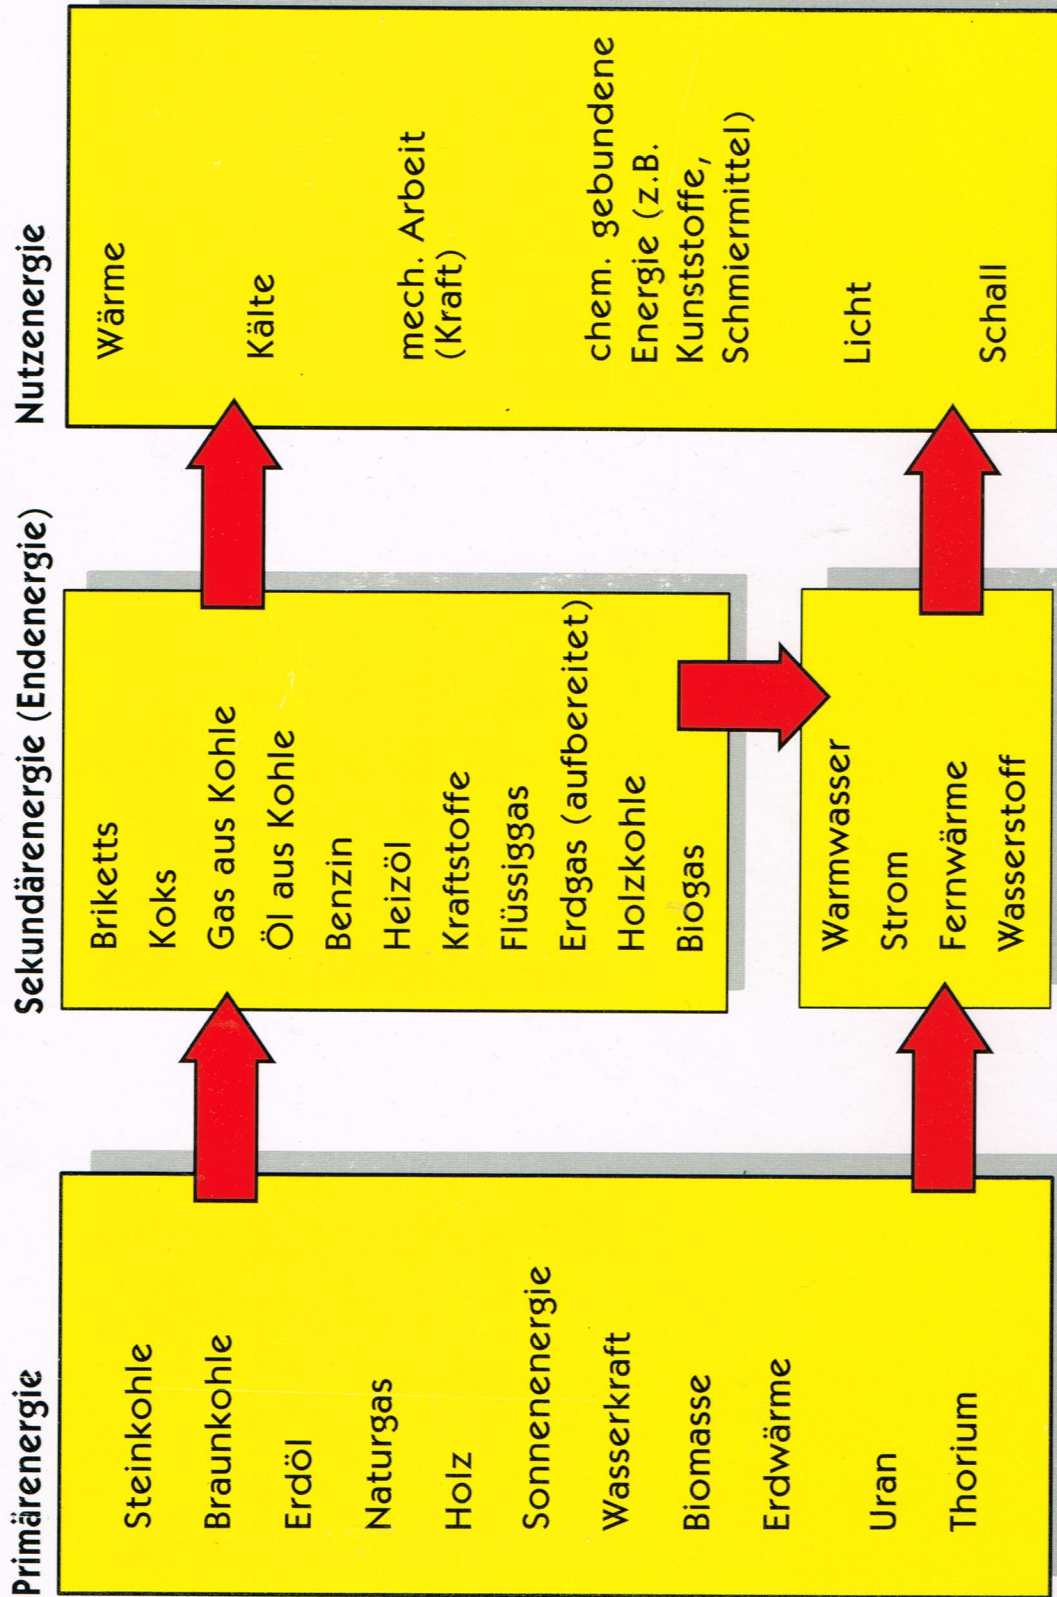 Primärenergie
Steinkohle
Braunkohle
Erdöl
Naturgas
Holz
Sonnenenergie
Wasserkraft
Biomasse
Erdwärme
Uran
Thorium
Sekundärenergie (Endenergie)
Briketts
Koks
Gas aus Kohle
Öl aus Kohle
Benzin
Heizöl
Kraftstoffe
Flüssiggas
Erdgas (aufbereitet)
Holzkohle
Biogas
Warmwasser
Strom
Fernwärme
Wasserstoff
Nutzenergie
Wärme
Kälte
mech. Arbeit
(Kraft)
chem. gebundene
Energie (z.B.
Kunststoffe,
Schmiermittel)
Licht
Schall